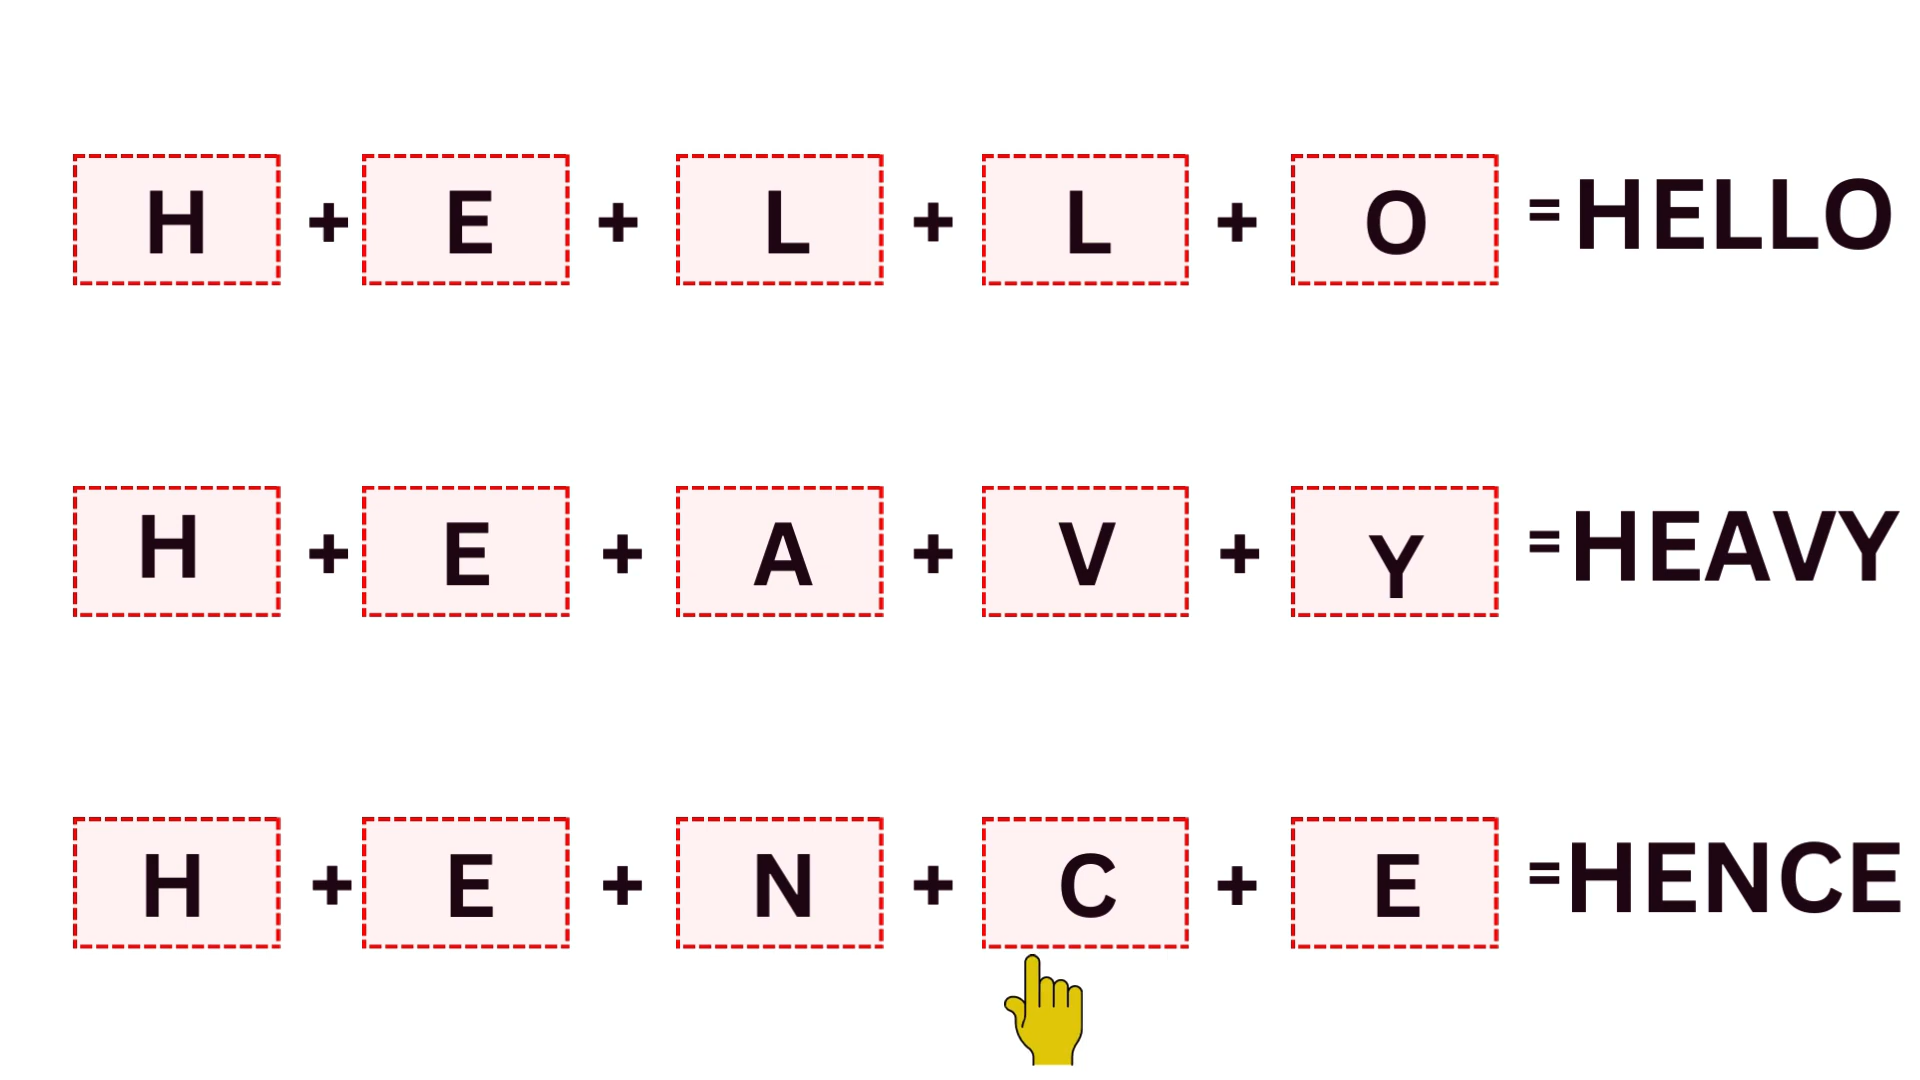 H + E + L + L + O = HELLO
H + E + A + V + Y = HEAVY
H + E + N + C + E = HENCE